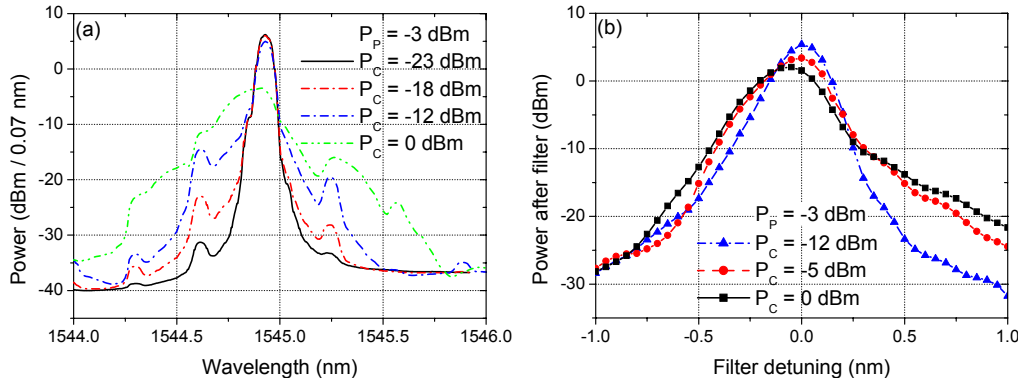 (a)
P_P = -3 dBm
P_C = -23 dBm
P_C = -18 dBm
P_C = -12 dBm
P_C = 0 dBm
10
0
-10
-20
-30
-40
Power (dBm / 0.07 nm)
1544.0
1544.5
1545.0
1545.5
1546.0
Wavelength (nm)
(b)
P_P = -3 dBm
P_C = -12 dBm
P_C = -5 dBm
P_C = 0 dBm
10
0
-10
-20
-30
Power after filter (dBm)
-1.0
-0.5
0.0
0.5
1.0
Filter detuning (nm)